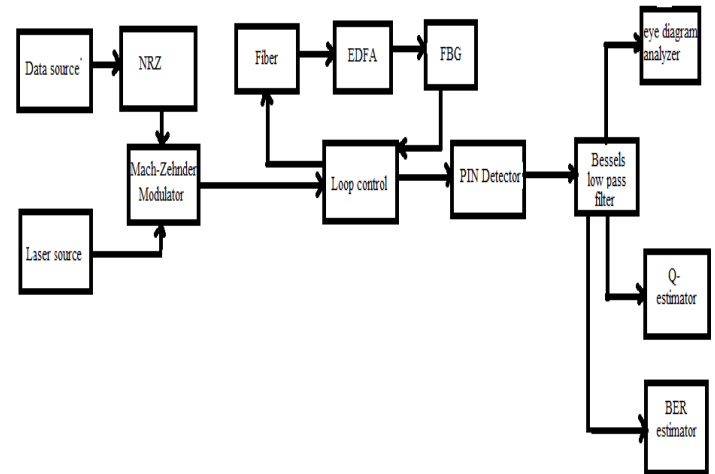 Data source
NRZ
Fiber
EDFA
FBG
eye diagram
analyzer
Mach-Zehnder
Modulator
Loop control
PIN Detector
Bessels
low pass
filter
Laser source
Q-
estimator
BER
estimator